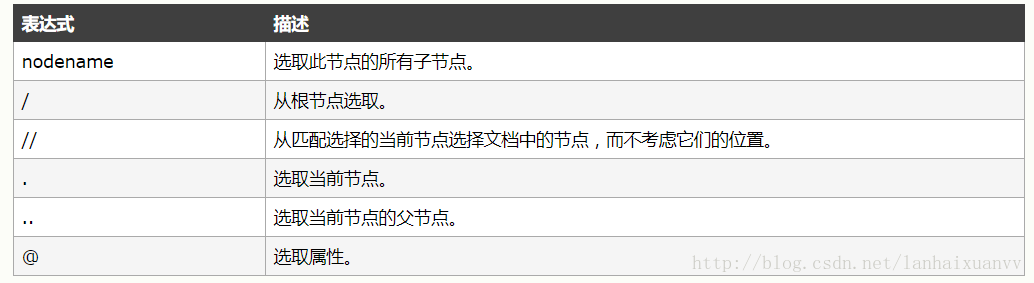 表达式 描述
nodename 选取此节点的所有子节点。
/ 从根节点选取。
// 从匹配选择的当前节点选择文档中的节点，而不考虑它们的位置。
. 选取当前节点。
.. 选取当前节点的父节点。
@ 选取属性。
http://blog.csdn.net/lanhaixuanvv